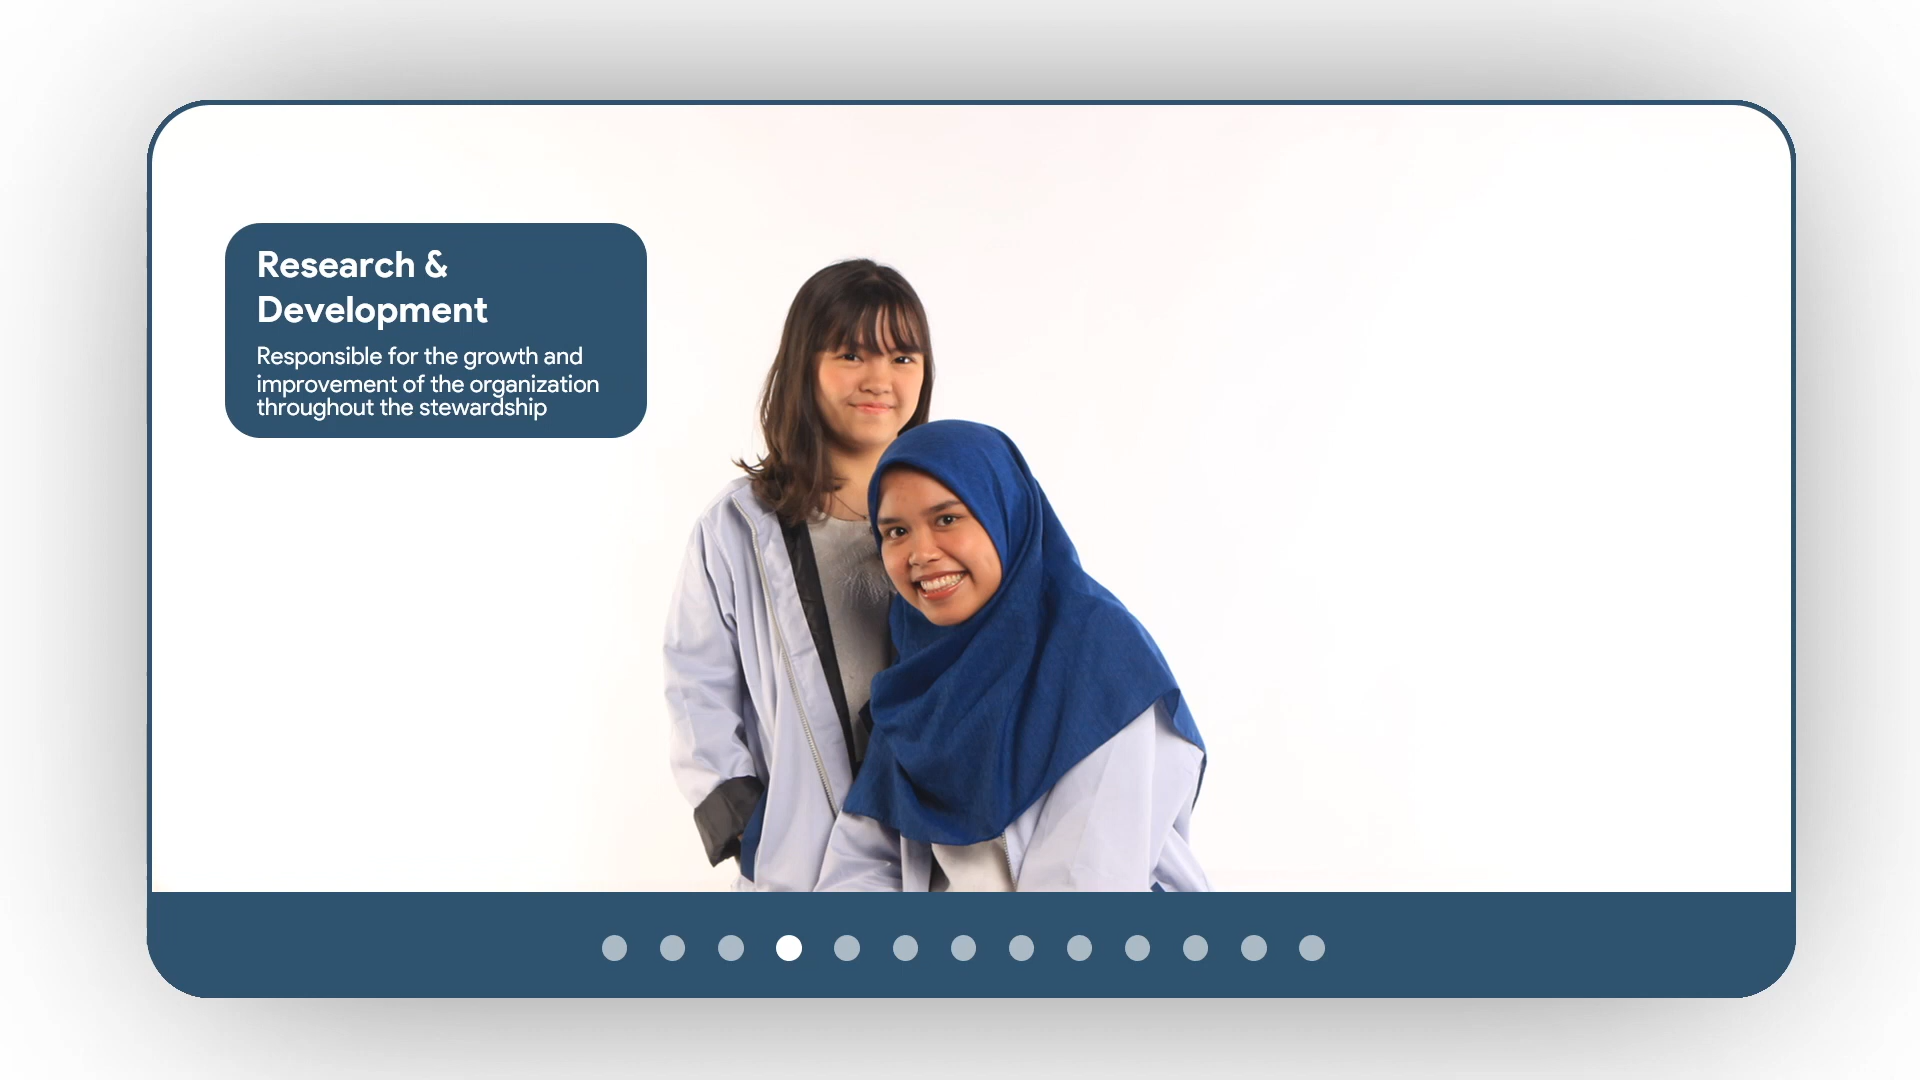 Research &
Development
Responsible for the growth and
improvement of the organization
throughout the stewardship